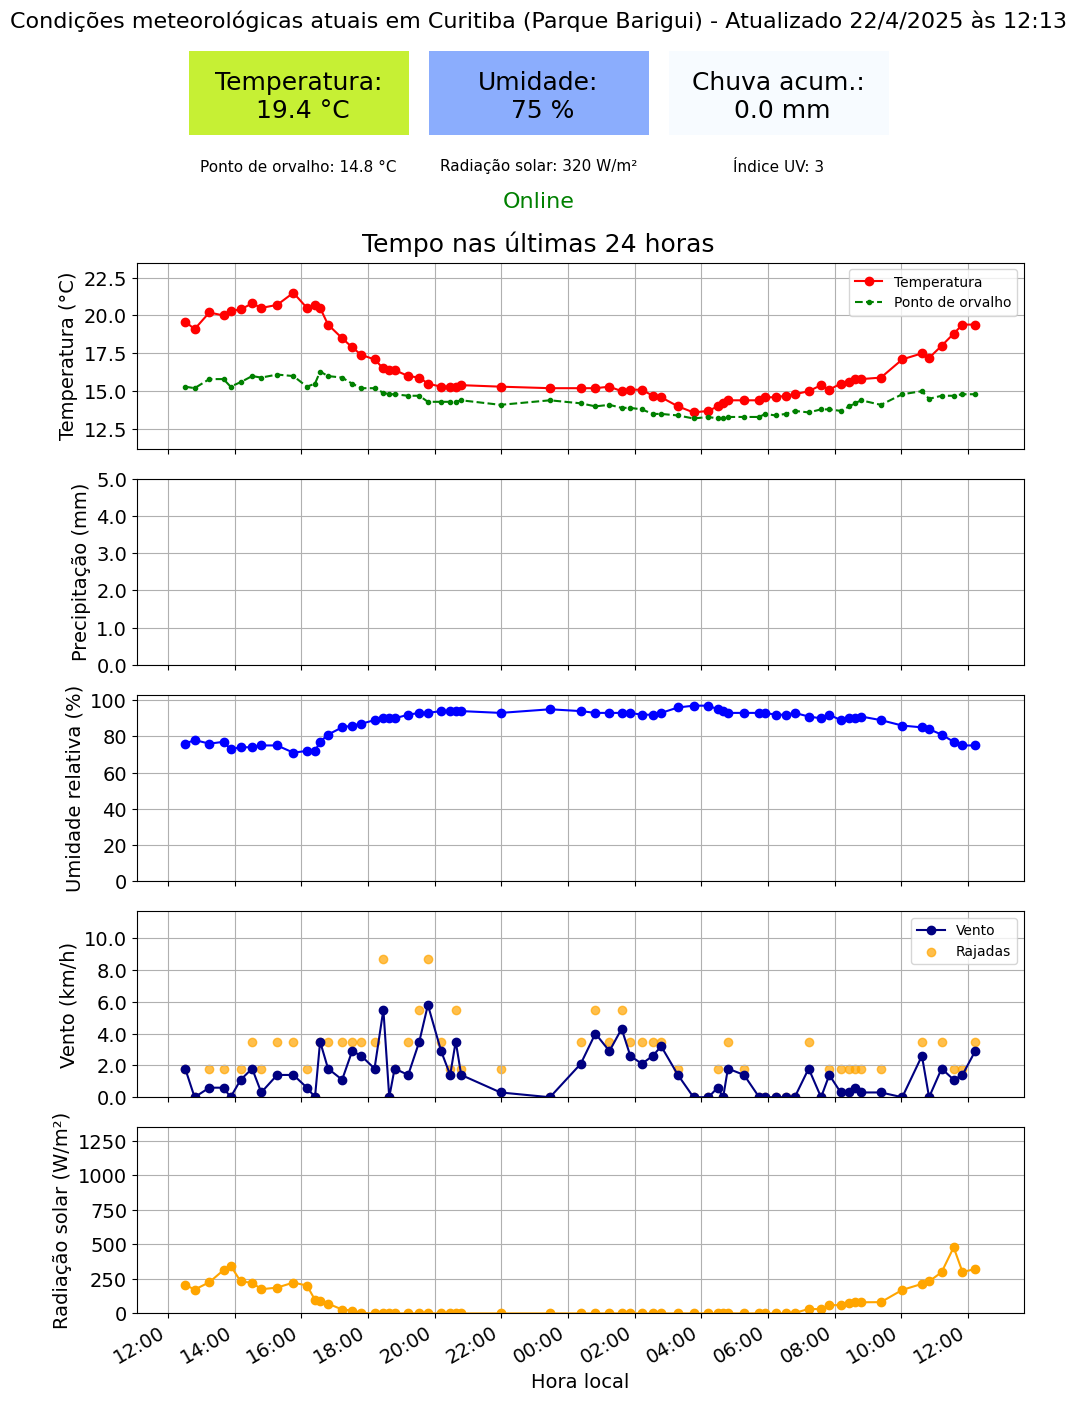 Condições meteorológicas atuais em Curitiba (Parque Barigui) - Atualizado 22/4/2025 às 12:13
Temperatura:
19.4 °C
Umidade:
75 %
Chuva acum.:
0.0 mm
Ponto de orvalho: 14.8 °C
Radiação solar: 320 W/m²
Índice UV: 3
Online
Tempo nas últimas 24 horas
Temperatura (°C)
22.5
20.0
17.5
15.0
12.5
Temperatura
Ponto de orvalho
Precipitação (mm)
5.0
4.0
3.0
2.0
1.0
0.0
Umidade relativa (%)
100
80
60
40
20
0
Vento (km/h)
10.0
8.0
6.0
4.0
2.0
0.0
Vento
Rajadas
Radiação solar (W/m²)
1250
1000
750
500
250
0
12:00
14:00
16:00
18:00
20:00
22:00
00:00
02:00
04:00
06:00
08:00
10:00
12:00
Hora local